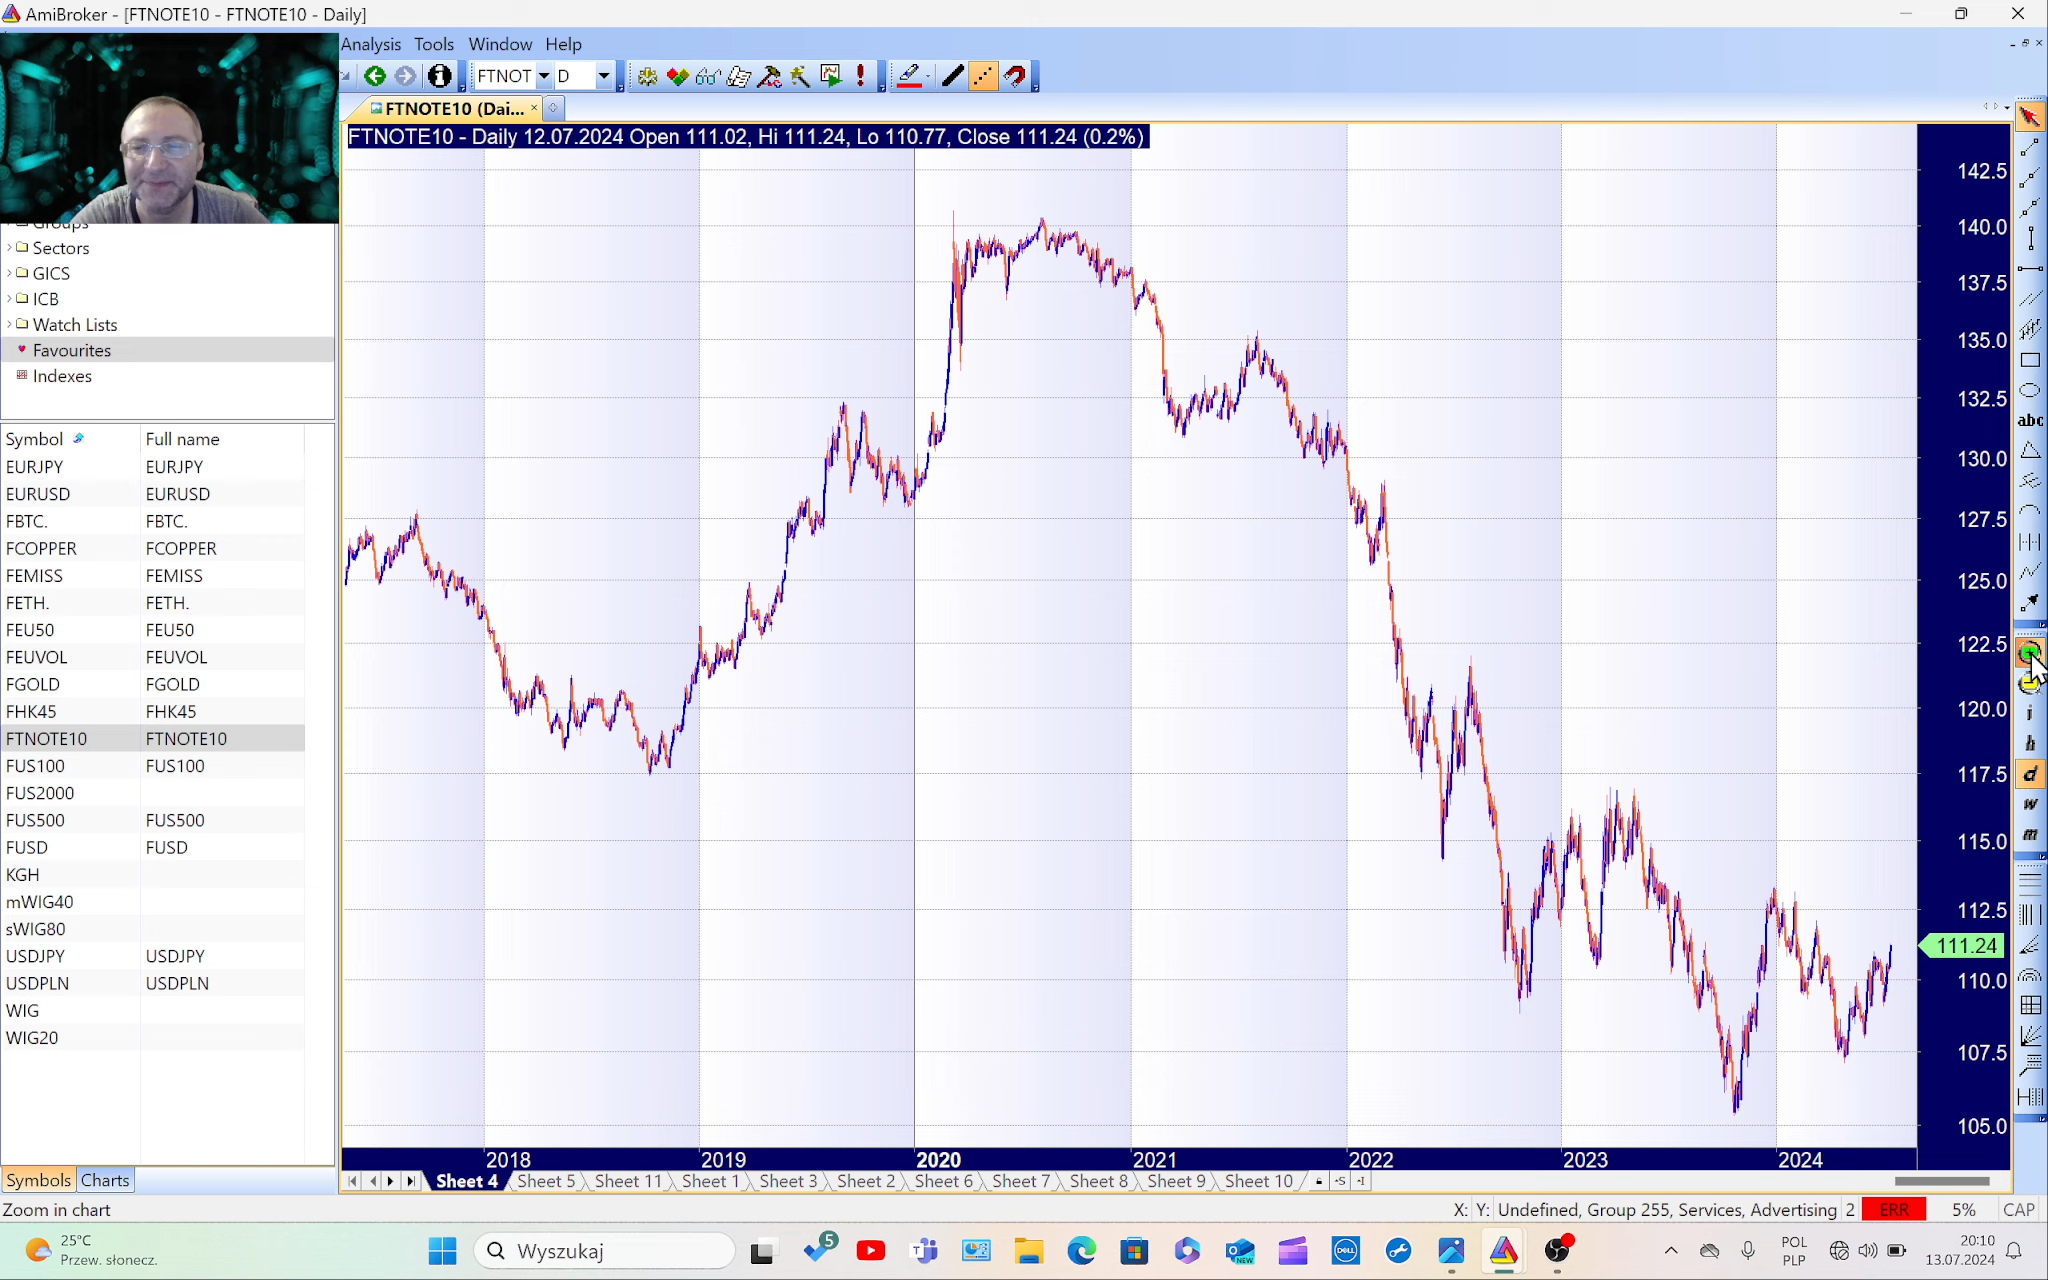 AmiBroker - [FTNOTE10 - FTNOTE10 - Daily]
Analysis Tools Window Help
FTNOT D
FTNOTE10 (Dai...
FTNOTE10 - Daily 12.07.2024 Open 111.02, Hi 111.24, Lo 110.77, Close 111.24 (0.2%)
Groups
Sectors
GICS
ICB
Watch Lists
Favourites
Indexes
Symbol Full name
EURJPY EURJPY
EURUSD EURUSD
FBTC. FBTC.
FCOPPER FCOPPER
FEMISS FEMISS
FETH. FETH.
FEU50 FEU50
FEUVOL FEUVOL
FGOLD FGOLD
FHK45 FHK45
FTNOTE10 FTNOTE10
FUS100 FUS100
FUS2000
FUS500 FUS500
FUSD FUSD
KGH
mWIG40
sWIG80
USDJPY USDJPY
USDPLN USDPLN
WIG
WIG20
Symbols Charts
142.5
140.0
137.5
135.0
132.5
130.0
127.5
125.0
122.5
120.0
117.5
115.0
112.5
111.24
110.0
107.5
105.0
abc
i
h
d
w
m
2018 2019 2020 2021 2022 2023 2024
Sheet 4 Sheet 5 Sheet 11 Sheet 1 Sheet 3 Sheet 2 Sheet 6 Sheet 7 Sheet 8 Sheet 9 Sheet 10
Zoom in chart
X: Y: Undefined, Group 255, Services, Advertising 2 ERR 5% CAP
25°C
Przew. słonecz.
Wyszukaj
5
NEW
DELL
POL
PLP
20:10
13.07.2024